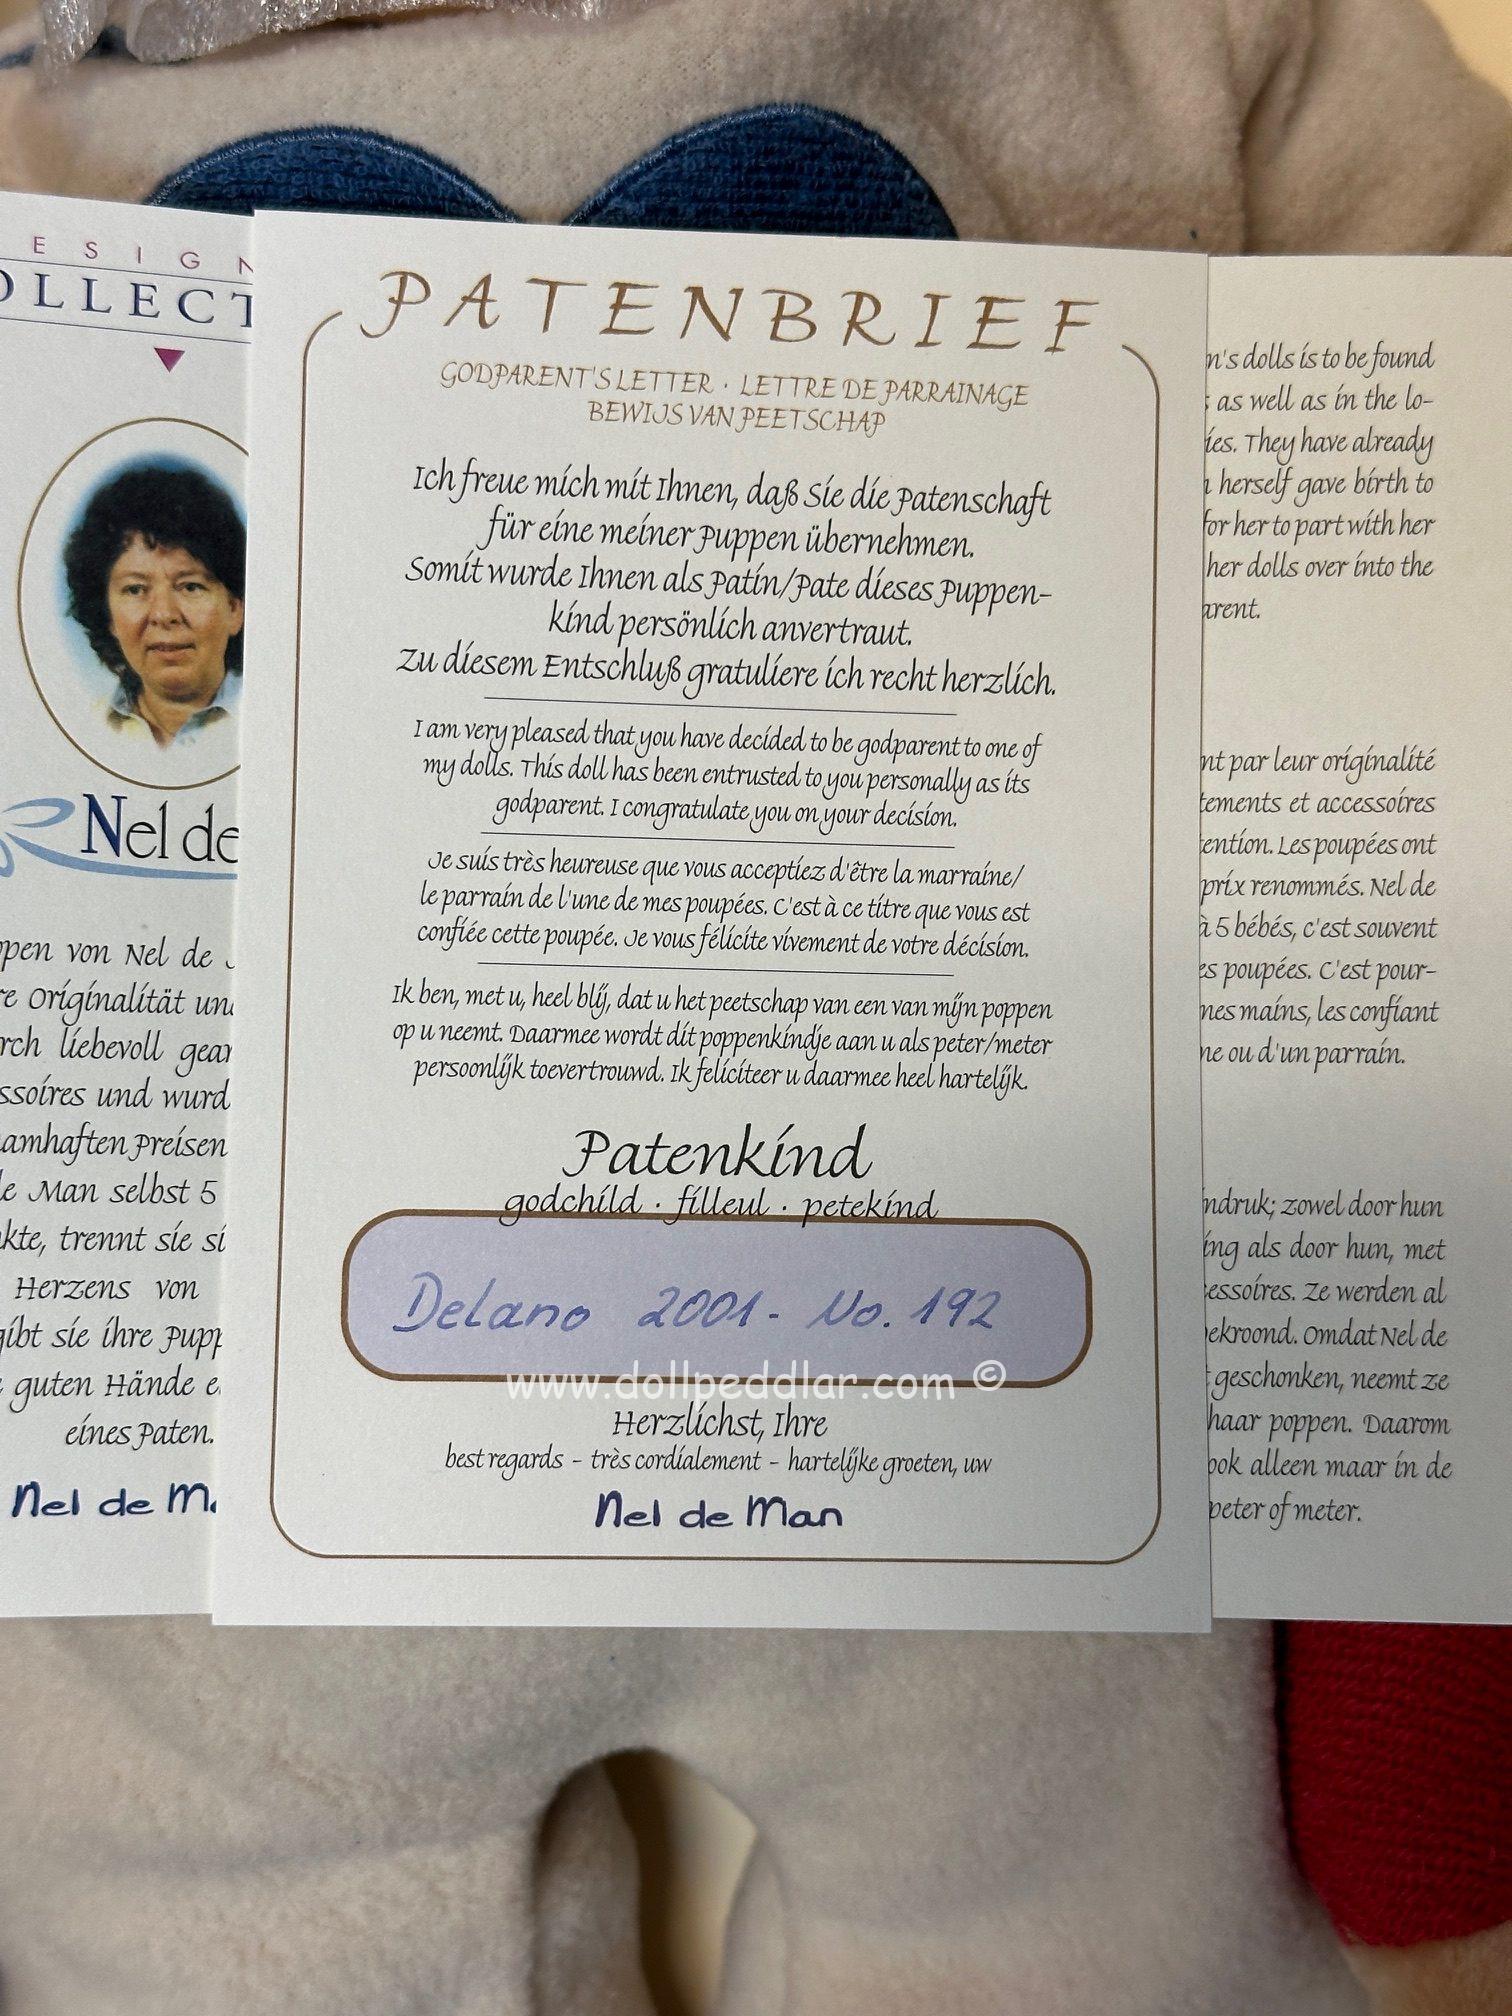 ESIGN
OLLECT
Nel de
ppen von Nel de
re Originalität und
rch liebevoll gear
ssoires und wurd
namhaften Preisen
de Man selbst 5
kte, trennt sie si
Herzens von
gibt sie ihre Pupp
guten Hände e
eines Paten.
Nel de Ma
PATENBRIEF
GODPARENT'S LETTER · LETTRE DE PARRAINAGE
BEWIJS VAN PEETSCHAP
Ich freue mich mit Ihnen, daß Sie die Patenschaft
für eine meiner Puppen übernehmen.
Somit wurde Ihnen als Patin/Pate dieses Puppen-
kind persönlich anvertraut.
Zu diesem Entschluß gratuliere ich recht herzlich.
I am very pleased that you have decided to be godparent to one of
my dolls. This doll has been entrusted to you personally as its
godparent. I congratulate you on your decision.
Je suis très heureuse que vous acceptiez d'être la marraine/
le parrain de l'une de mes poupées. C'est à ce titre que vous est
confiée cette poupée. Je vous félicite vivement de votre décision.
Ik ben, met u, heel blij, dat u het peetschap van een van mijn poppen
op u neemt. Daarmee wordt dit poppenkindje aan u als peter/meter
persoonlijk toevertrouwd. Ik feliciteer u daarmee heel hartelijk.
Patenkind
godchild · filleul · petekind
Delano 2001 - No. 192
www.dollpeddlar.com ©
Herzlichst, Ihre
best regards - très cordialement - hartelijke groeten, uw
Nel de Man
n's dolls is to be found
as well as in the lo-
ies. They have already
herself gave birth to
for her to part with her
her dolls over into the
arent.
nt par leur originalité
tements et accessoires
tention. Les poupées ont
prix renommés. Nel de
à 5 bébés, c'est souvent
es poupées. C'est pour-
nes mains, les confiant
ne ou d'un parrain.
ndruk; zowel door hun
ing als door hun, met
cessoires. Ze werden al
bekroond. Omdat Nel de
geschonken, neemt ze
haar poppen. Daarom
ook alleen maar in de
peter of meter.